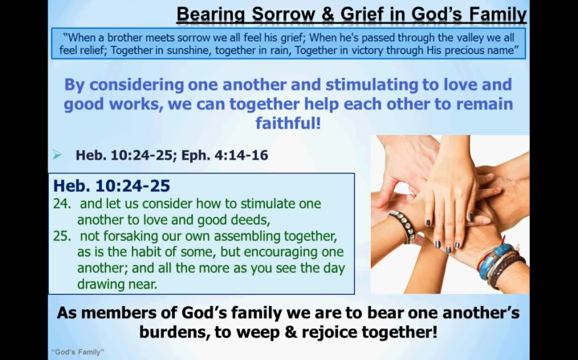 Bearing Sorrow & Grief in God's Family
"When a brother meets sorrow we all feel his grief; When he's passed through the valley we all
feel relief; Together in sunshine, together in rain, Together in victory through His precious name"
By considering one another and stimulating to love and
good works, we can together help each other to remain
faithful!
Heb. 10:24-25; Eph. 4:14-16
Heb. 10:24-25
24. and let us consider how to stimulate one
another to love and good deeds,
25. not forsaking our own assembling together,
as is the habit of some, but encouraging one
another; and all the more as you see the day
drawing near.
As members of God's family we are to bear one another's
burdens, to weep & rejoice together!
"God's Family"